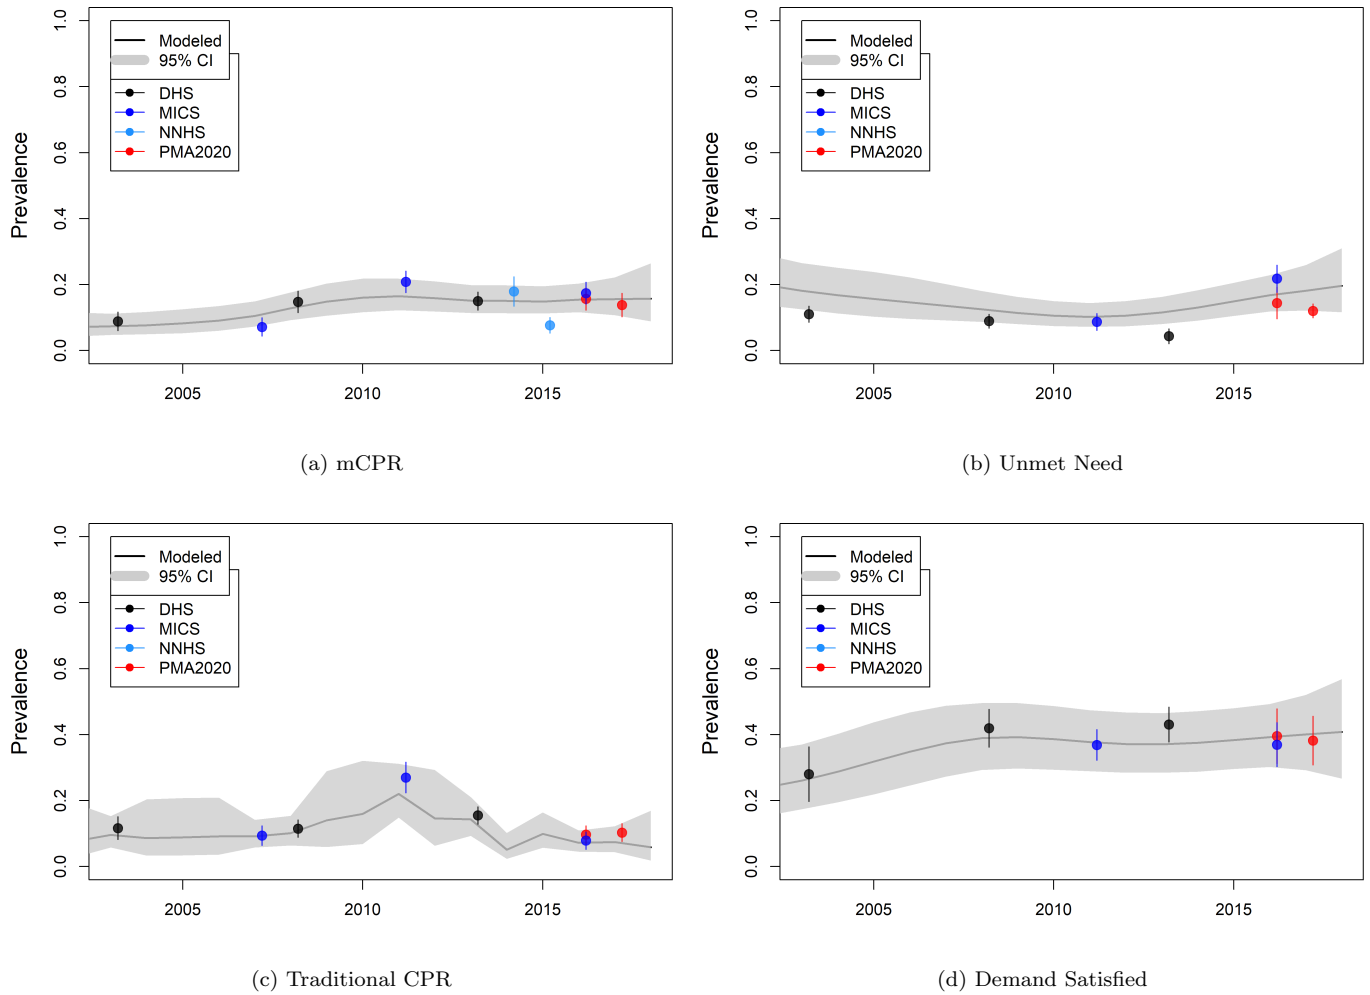 Prevalence
0.0 0.2 0.4 0.6 0.8 1.0
Modeled
95% CI
DHS
MICS
NNHS
PMA2020
2005 2010 2015
(a) mCPR
Prevalence
0.0 0.2 0.4 0.6 0.8 1.0
Modeled
95% CI
DHS
MICS
NNHS
PMA2020
2005 2010 2015
(b) Unmet Need
Prevalence
0.0 0.2 0.4 0.6 0.8 1.0
Modeled
95% CI
DHS
MICS
NNHS
PMA2020
2005 2010 2015
(c) Traditional CPR
Prevalence
0.0 0.2 0.4 0.6 0.8 1.0
Modeled
95% CI
DHS
MICS
NNHS
PMA2020
2005 2010 2015
(d) Demand Satisfied